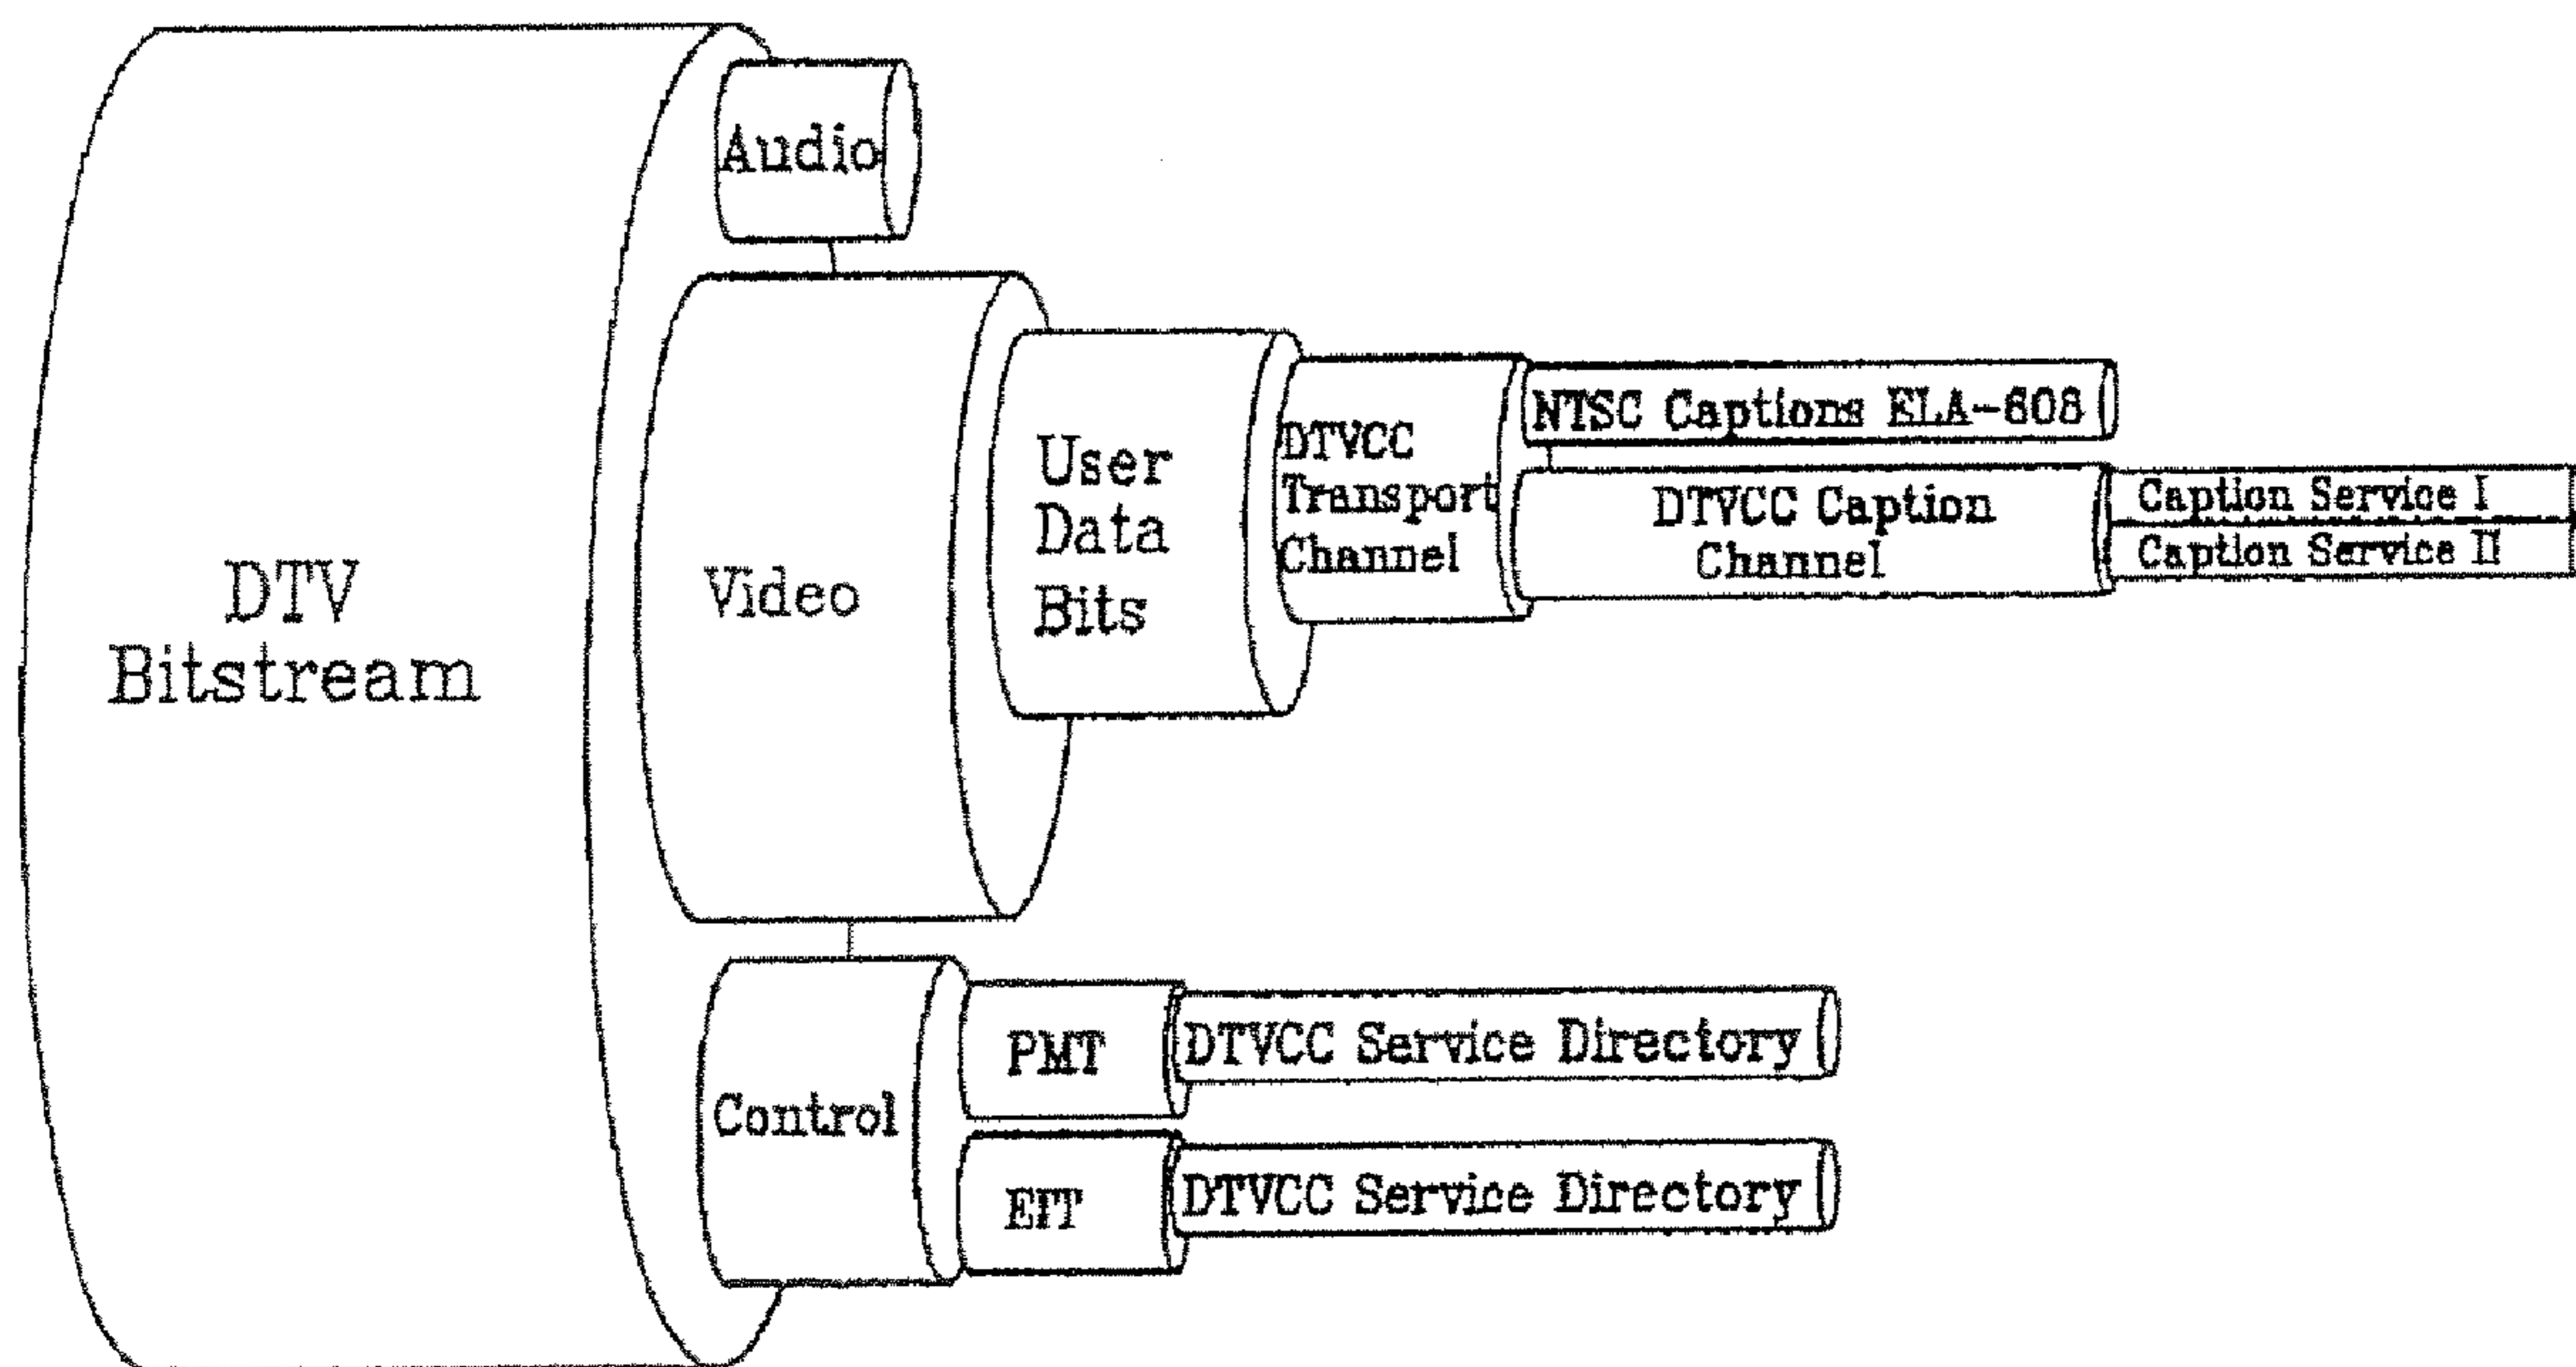 Audio
DTV
Bitstream
Video
User
Data
Bits
DTVCC
Transport
Channel
NTSC Captions ELA-608
DTVCC Caption
Channel
Caption Service I
Caption Service II
Control
PMT
DTVCC Service Directory
EIT
DTVCC Service Directory